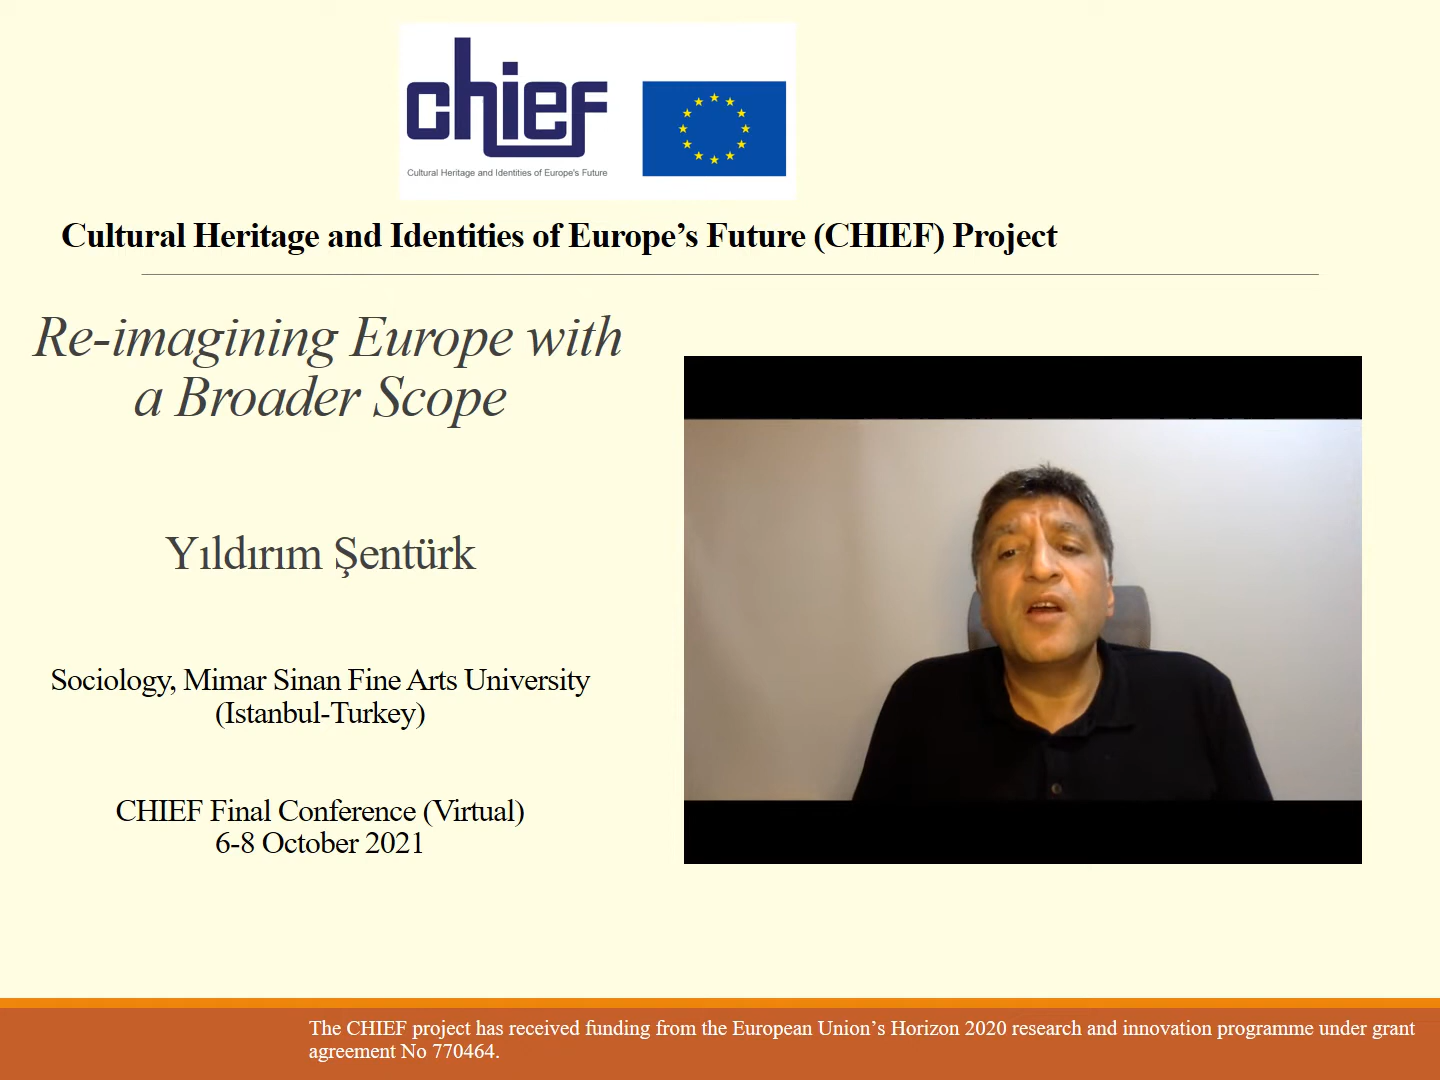 chief
Cultural Heritage and Identities of Europe's Future
Cultural Heritage and Identities of Europe’s Future (CHIEF) Project
Re-imagining Europe with
a Broader Scope
Yıldırım Şentürk
Sociology, Mimar Sinan Fine Arts University
(Istanbul-Turkey)
CHIEF Final Conference (Virtual)
6-8 October 2021
The CHIEF project has received funding from the European Union’s Horizon 2020 research and innovation programme under grant
agreement No 770464.